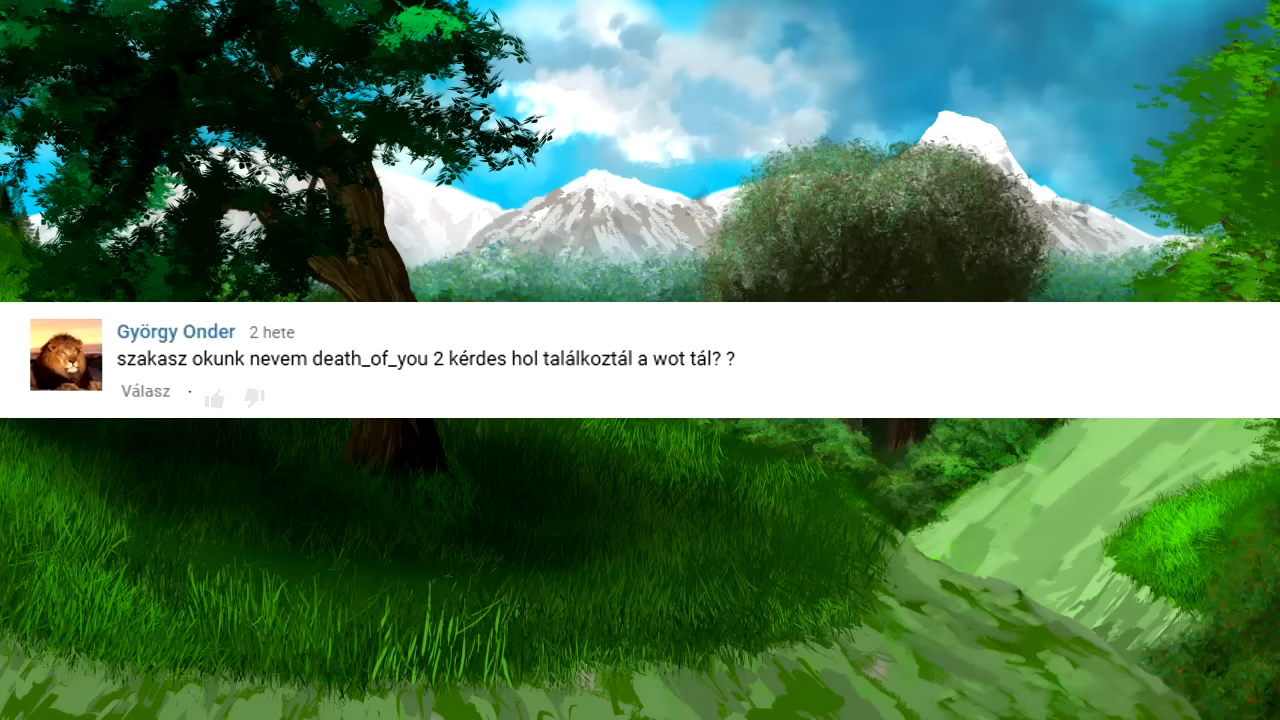 György Onder 2 hete
szakasz okunk nevem death_of_you 2 kérdes hol találkoztál a wot tál? ?
Válasz ·